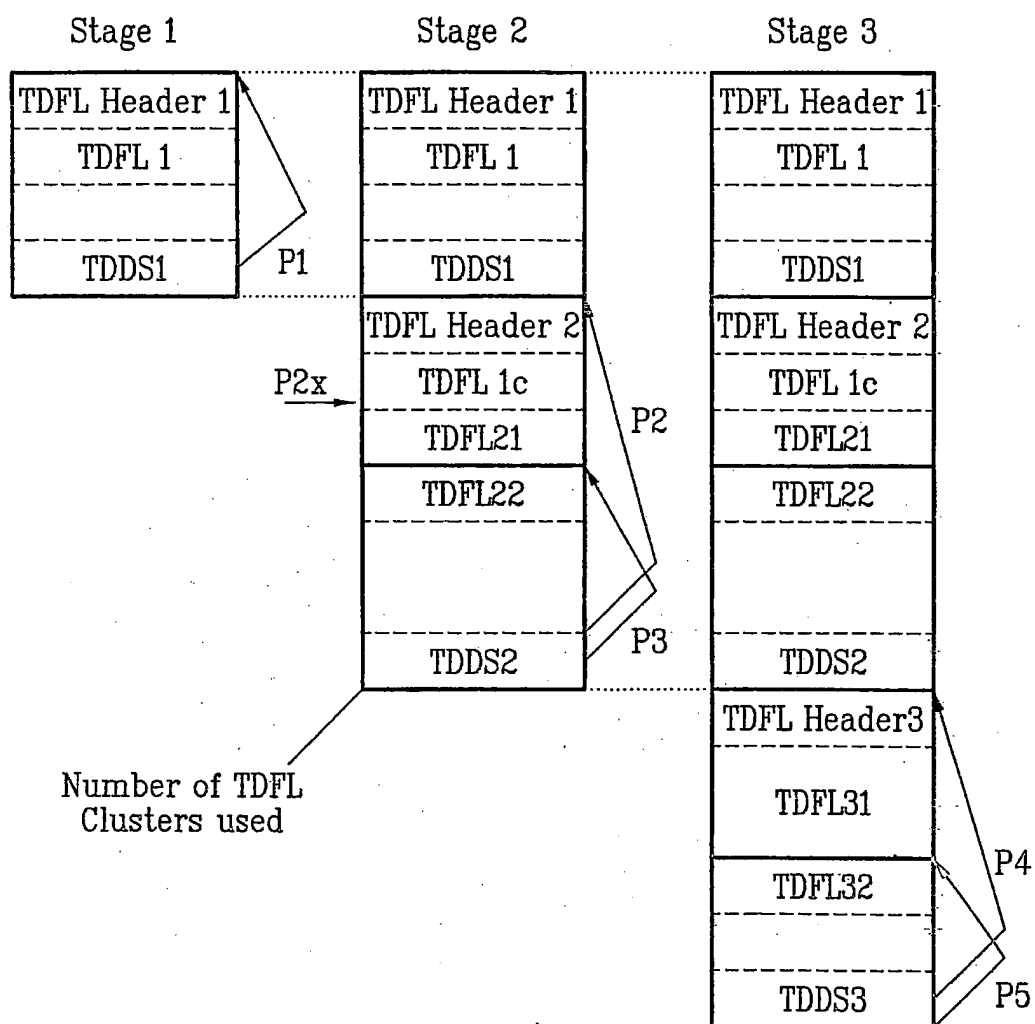 Stage 1
Stage 2
Stage 3
TDFL Header 1
TDFL 1
TDDS1
P1
TDFL Header 1
TDFL 1
TDDS1
TDFL Header 2
P2x
TDFL 1c
TDFL21
P2
TDFL22
P3
TDDS2
Number of TDFL
Clusters used
TDFL Header 1
TDFL 1
TDDS1
TDFL Header 2
TDFL 1c
TDFL21
TDFL22
TDDS2
TDFL Header3
TDFL31
P4
TDFL32
TDDS3
P5